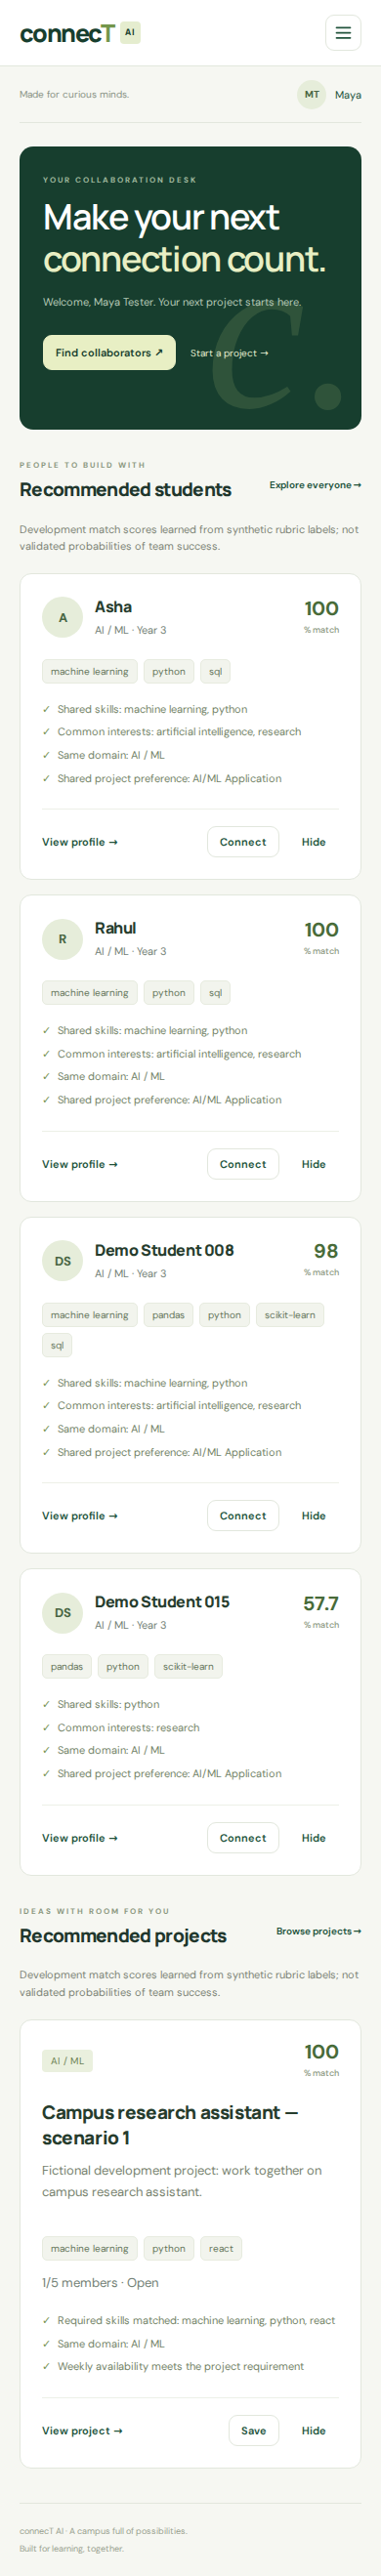 connecT AI
Made for curious minds.
MT Maya
YOUR COLLABORATION DESK
Make your next
connection count.
Welcome, Maya Tester. Your next project starts here.
Find collaborators ↗ Start a project →
c.
PEOPLE TO BUILD WITH
Recommended students Explore everyone →
Development match scores learned from synthetic rubric labels; not
validated probabilities of team success.
A Asha 100
AI / ML · Year 3 % match
machine learning python sql
✓ Shared skills: machine learning, python
✓ Common interests: artificial intelligence, research
✓ Same domain: AI / ML
✓ Shared project preference: AI/ML Application
View profile → Connect Hide
R Rahul 100
AI / ML · Year 3 % match
machine learning python sql
✓ Shared skills: machine learning, python
✓ Common interests: artificial intelligence, research
✓ Same domain: AI / ML
✓ Shared project preference: AI/ML Application
View profile → Connect Hide
DS Demo Student 008 98
AI / ML · Year 3 % match
machine learning pandas python scikit-learn
sql
✓ Shared skills: machine learning, python
✓ Common interests: artificial intelligence, research
✓ Same domain: AI / ML
✓ Shared project preference: AI/ML Application
View profile → Connect Hide
DS Demo Student 015 57.7
AI / ML · Year 3 % match
pandas python scikit-learn
✓ Shared skills: python
✓ Common interests: research
✓ Same domain: AI / ML
✓ Shared project preference: AI/ML Application
View profile → Connect Hide
IDEAS WITH ROOM FOR YOU
Recommended projects Browse projects →
Development match scores learned from synthetic rubric labels; not
validated probabilities of team success.
AI / ML 100
% match
Campus research assistant —
scenario 1
Fictional development project: work together on
campus research assistant.
machine learning python react
1/5 members · Open
✓ Required skills matched: machine learning, python, react
✓ Same domain: AI / ML
✓ Weekly availability meets the project requirement
View project → Save Hide
connecT AI · A campus full of possibilities.
Built for learning, together.